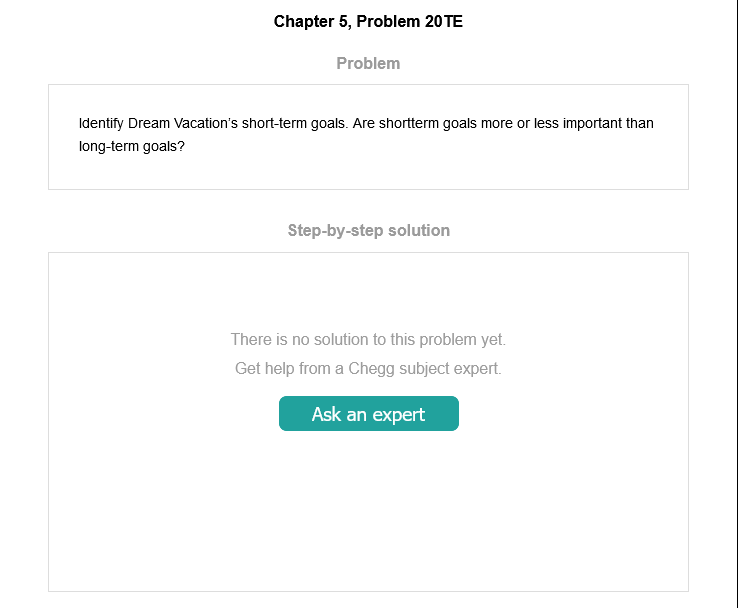 Chapter 5, Problem 20TE
Problem
Identify Dream Vacation's short-term goals. Are shortterm goals more or less important than
long-term goals?
Step-by-step solution
There is no solution to this problem yet.
Get help from a Chegg subject expert.
Ask an expert